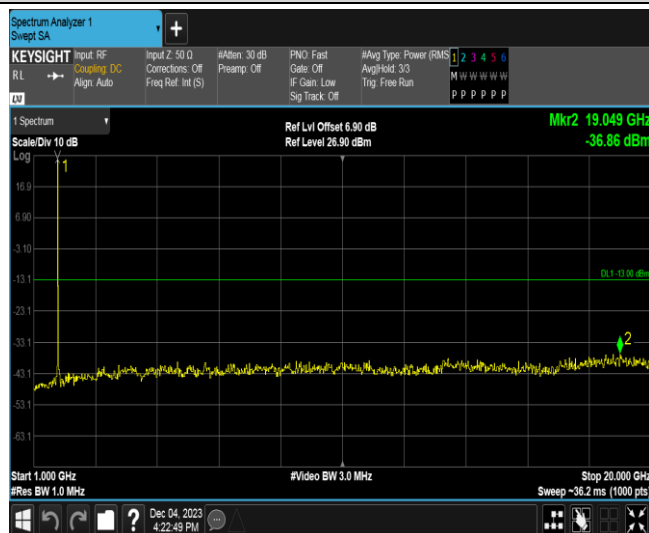 Spectrum Analyzer 1
Swept SA
+
KEYSIGHT
RL
LXI
Input: RF
Coupling: DC
Align: Auto
Input Z: 50 Ω
Corrections: Off
Freq Ref: Int (S)
#Atten: 30 dB
Preamp: Off
PNO: Fast
Gate: Off
IF Gain: Low
Sig Track: Off
#Avg Type: Power (RMS
Avg|Hold: 3/3
Trig: Free Run
1 2 3 4 5 6
M W W W W W
P P P P P P
1 Spectrum
Scale/Div 10 dB
Log
Ref Lvl Offset 6.90 dB
Ref Level 26.90 dBm
Mkr2 19.049 GHz
-36.86 dBm
1
16.9
6.90
-3.10
-13.1
DL1 -13.00 dBm
-23.1
-33.1
2
-43.1
-53.1
-63.1
Start 1.000 GHz
#Video BW 3.0 MHz
Stop 20.000 GHz
#Res BW 1.0 MHz
Sweep ~36.2 ms (1000 pts)
?
Dec 04, 2023
4:22:49 PM